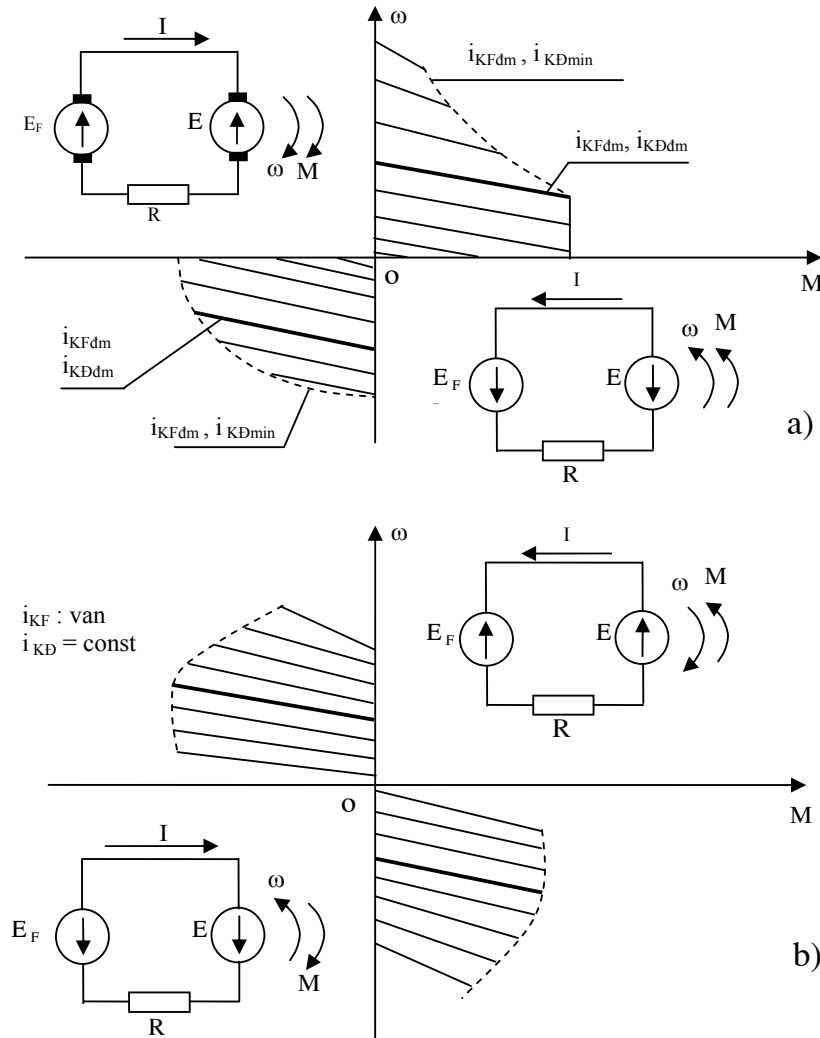 I
ω
E_F
E
ω
M
R
i_KFđm , i_KĐmin
i_KFđm, i_KĐđm
O
M
i_KFđm
i_KĐđm
i_KFđm , i_KĐmin
I
E_F
E
ω
M
R
a)
ω
i_KF : van
i_KĐ = const
I
E_F
E
ω
M
R
O
M
I
E_F
E
ω
M
R
b)